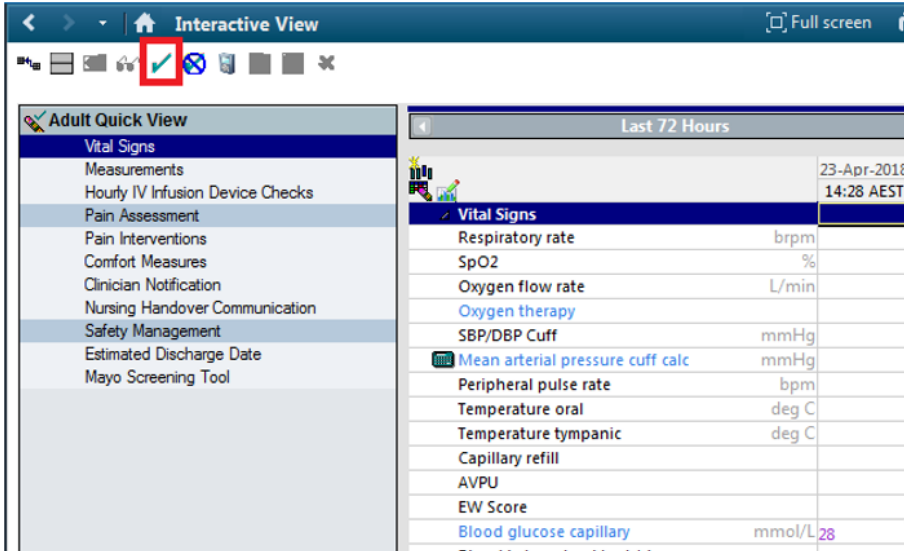 Interactive View
Full screen
Adult Quick View
Vital Signs
Measurements
Hourly IV Infusion Device Checks
Pain Assessment
Pain Interventions
Comfort Measures
Clinician Notification
Nursing Handover Communication
Safety Management
Estimated Discharge Date
Mayo Screening Tool
Last 72 Hours
23-Apr-2018
14:28 AEST
Vital Signs
Respiratory rate brpm
SpO2 %
Oxygen flow rate L/min
Oxygen therapy
SBP/DBP Cuff mmHg
Mean arterial pressure cuff calc mmHg
Peripheral pulse rate bpm
Temperature oral deg C
Temperature tympanic deg C
Capillary refill
AVPU
EW Score
Blood glucose capillary mmol/L 28